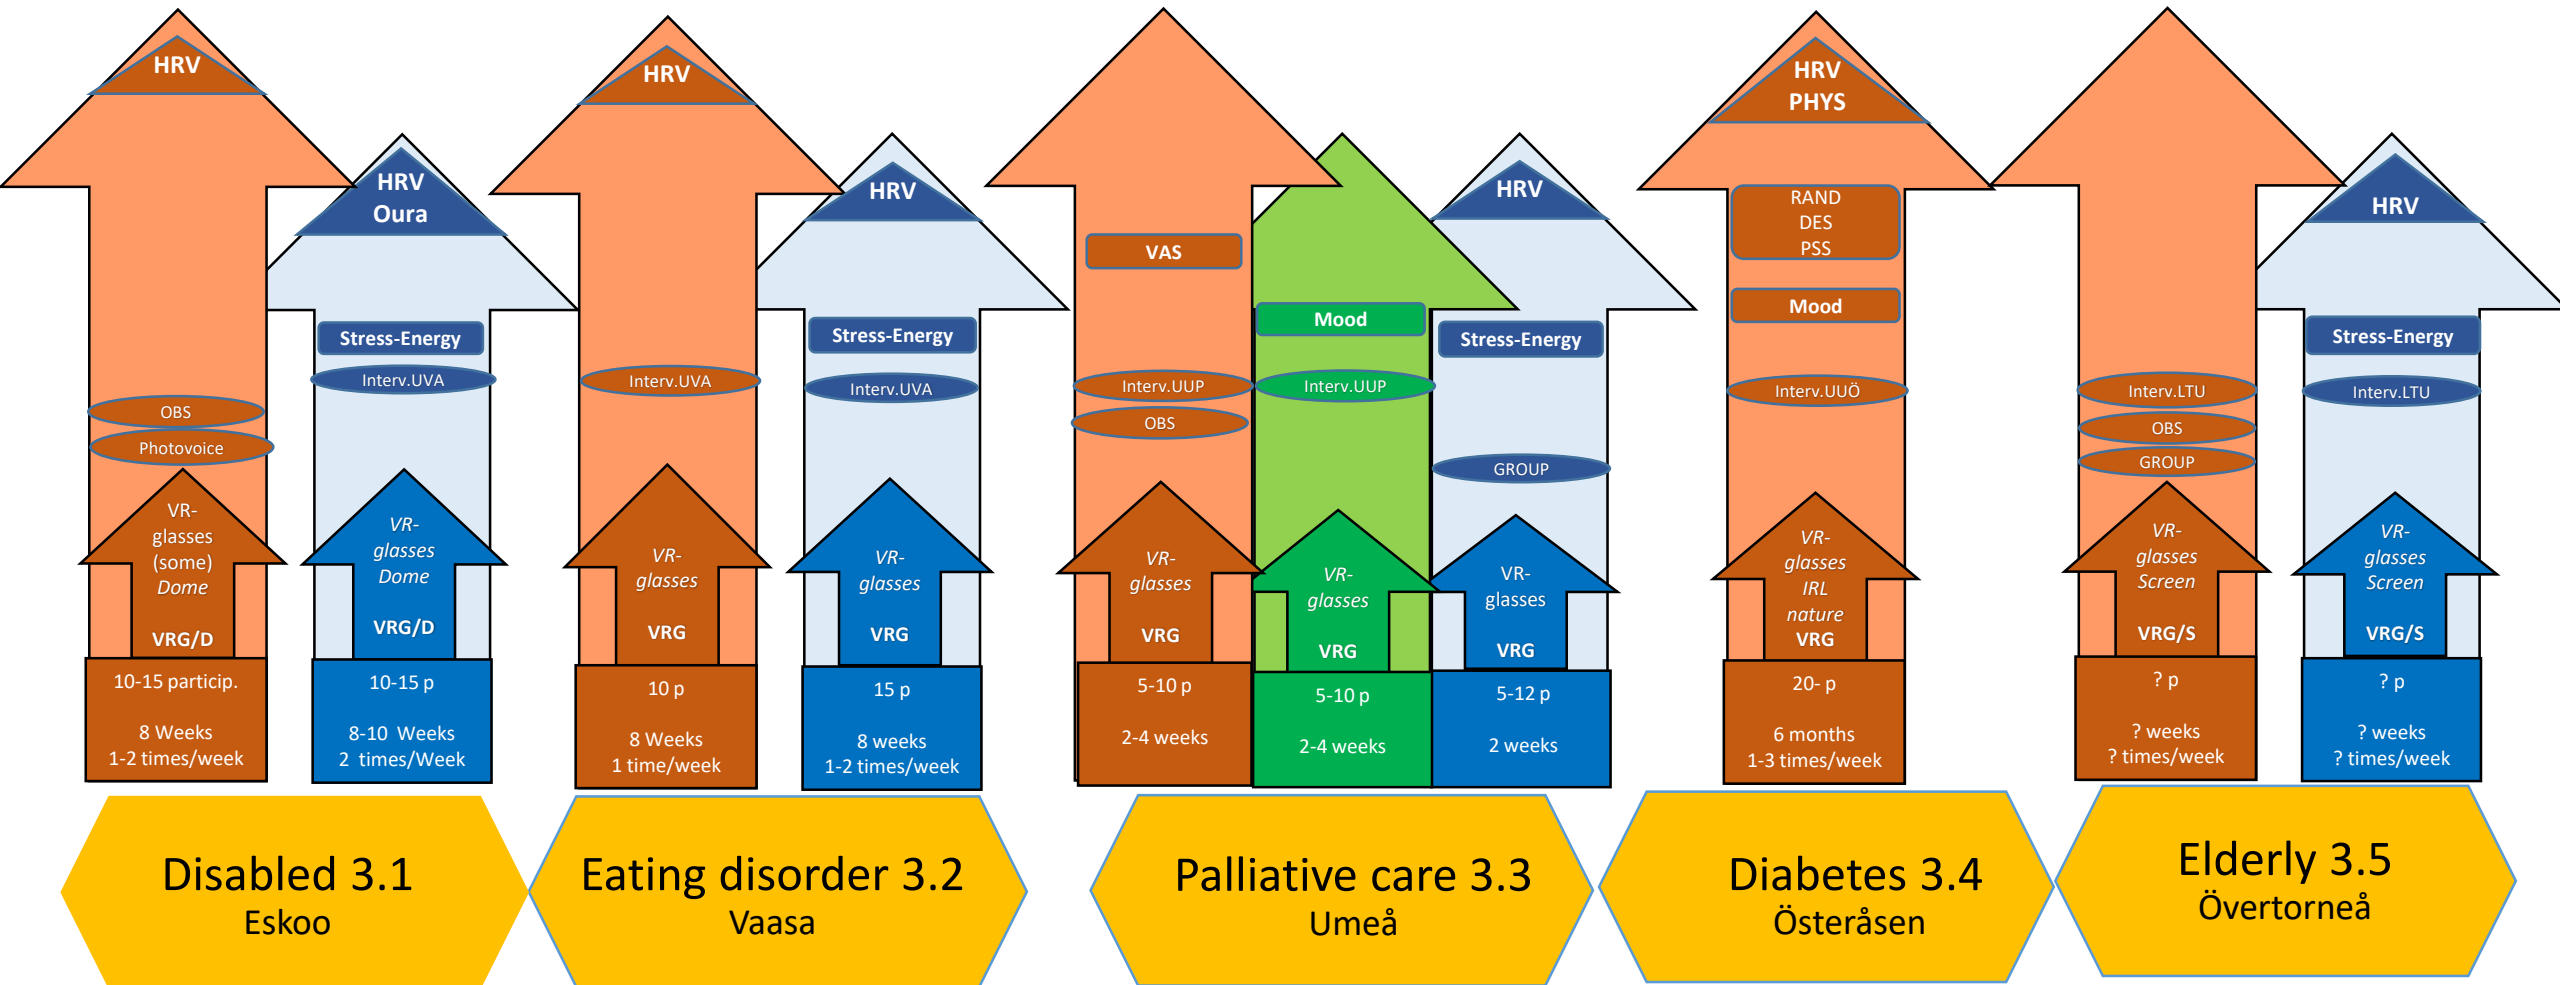 HRV
OBS
Photovoice
VR-
glasses
(some)
Dome
VRG/D
10-15 particip.
8 Weeks
1-2 times/week
HRV
Oura
Stress-Energy
Interv.UVA
VR-
glasses
Dome
VRG/D
10-15 p
8-10 Weeks
2 times/Week
Disabled 3.1
Eskoo
HRV
Interv.UVA
VR-
glasses
VRG
10 p
8 Weeks
1 time/week
HRV
Stress-Energy
Interv.UVA
VR-
glasses
VRG
15 p
8 weeks
1-2 times/week
Eating disorder 3.2
Vaasa
VAS
Interv.UUP
OBS
VR-
glasses
VRG
5-10 p
2-4 weeks
Mood
Interv.UUP
VR-
glasses
VRG
5-10 p
2-4 weeks
HRV
Stress-Energy
GROUP
VR-
glasses
VRG
5-12 p
2 weeks
Palliative care 3.3
Umeå
HRV
PHYS
RAND
DES
PSS
Mood
Interv.UUÖ
VR-
glasses
IRL
nature
VRG
20- p
6 months
1-3 times/week
Diabetes 3.4
Österåsen
Interv.LTU
OBS
GROUP
VR-
glasses
Screen
VRG/S
? p
? weeks
? times/week
HRV
Stress-Energy
Interv.LTU
VR-
glasses
Screen
VRG/S
? p
? weeks
? times/week
Elderly 3.5
Övertorneå